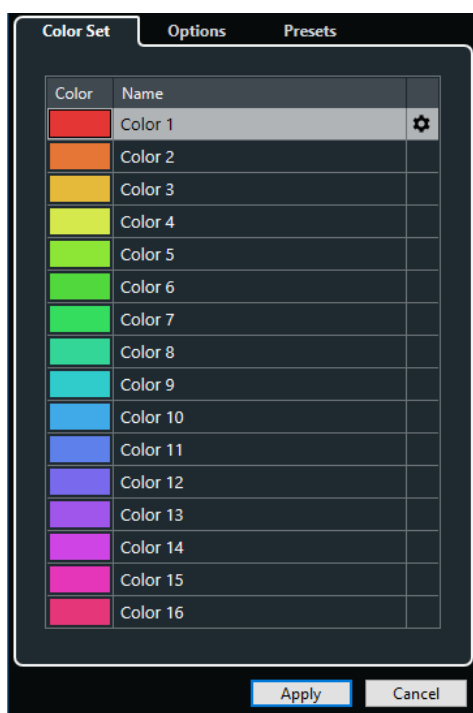 Color Set Options Presets
Color Name
Color 1
Color 2
Color 3
Color 4
Color 5
Color 6
Color 7
Color 8
Color 9
Color 10
Color 11
Color 12
Color 13
Color 14
Color 15
Color 16
Apply Cancel